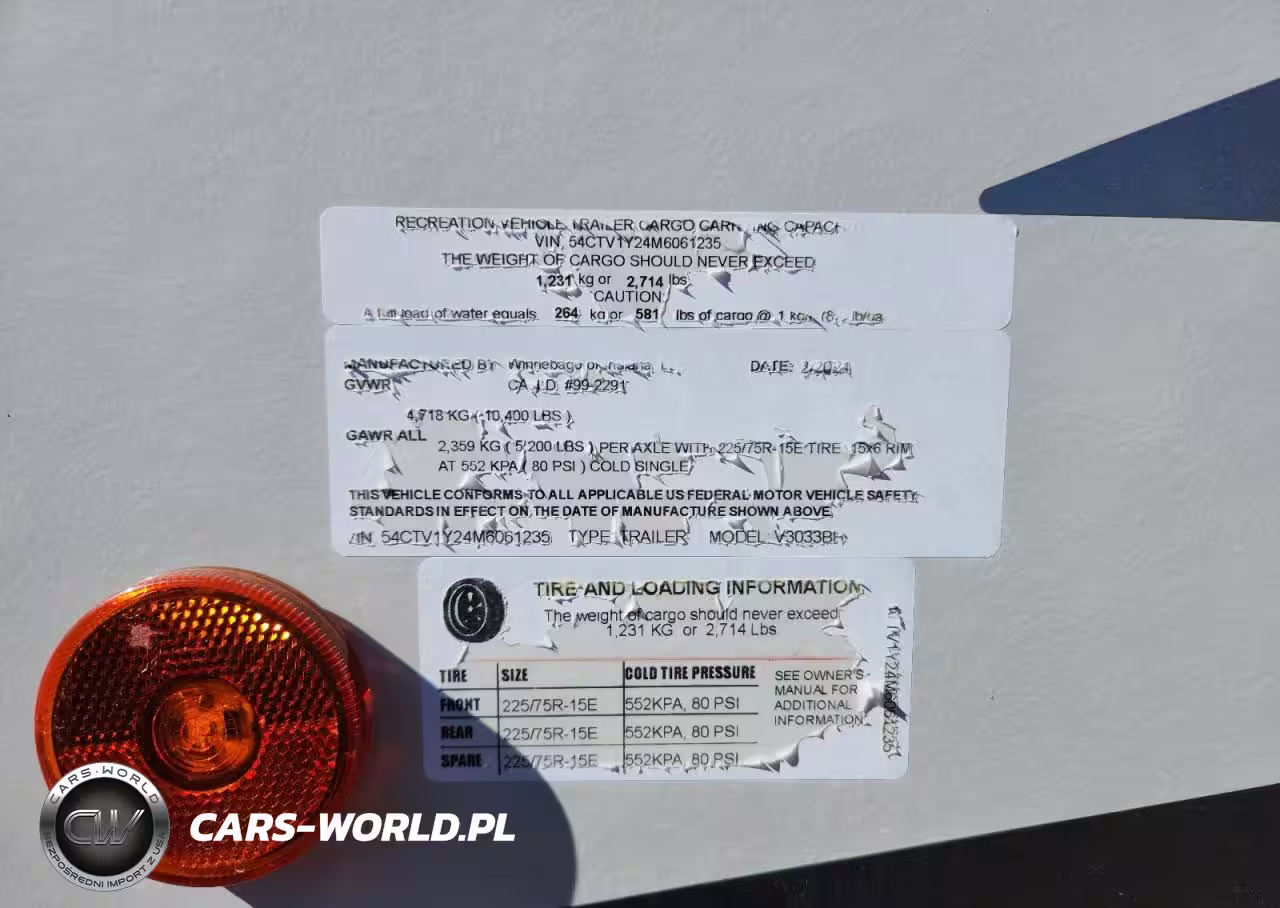 RECREATION VEHICLE TRAILER CARGO
VIN 54CTV1Y24M6061235
THE WEIGHT OF CARGO SHOULD NEVER EXCEED
1,231 kg or 2,714 lbs
CAUTION:
A full load of water equals 264 kg or 581 lbs of cargo @ 1 kg
MANUFACTURED BY Winnebago of Indiana, DATE: 2/2021
GVWR CA I.D. #99-2291
4,718 KG ( 10,400 LBS )
GAWR ALL
2,359 KG ( 5,200 LBS ) PER AXLE WITH 225/75R-15E TIRE 15x6 RIM
AT 552 KPA ( 80 PSI ) COLD SINGLE
THIS VEHICLE CONFORMS TO ALL APPLICABLE US FEDERAL MOTOR VEHICLE SAFETY
STANDARDS IN EFFECT ON THE DATE OF MANUFACTURE SHOWN ABOVE
54CTV1Y24M6061235 TYPE TRAILER MODEL: V3033BH
TIRE AND LOADING INFORMATION
The weight of cargo should never exceed
1,231 KG or 2,714 Lbs
TIRE SIZE COLD TIRE PRESSURE
FRONT 225/75R-15E 552KPA, 80 PSI
REAR 225/75R-15E 552KPA, 80 PSI
SPARE 225/75R-15E 552KPA, 80 PSI
SEE OWNER'S
MANUAL FOR
ADDITIONAL
INFORMATION
CARS-WORLD
CW
BEZPOŚREDNI IMPORT Z USA
CARS-WORLD.PL